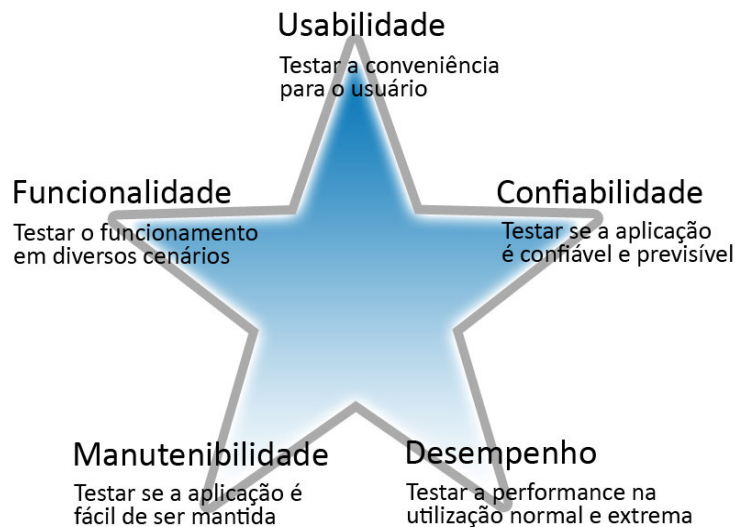 Usabilidade
Testar a conveniência
para o usuário
Funcionalidade
Testar o funcionamento
em diversos cenários
Confiabilidade
Testar se a aplicação
é confiável e previsível
Manutenibilidade
Testar se a aplicação é
fácil de ser mantida
Desempenho
Testar a performance na
utilização normal e extrema